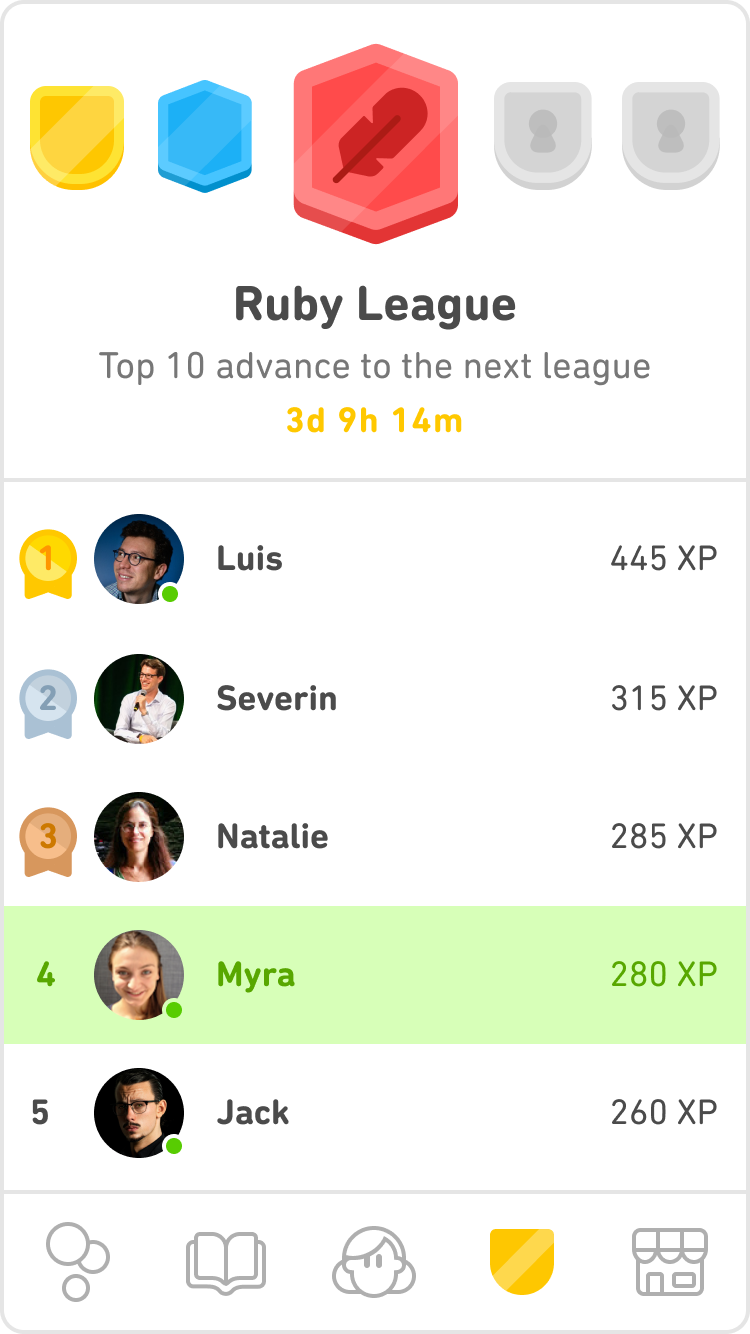 Ruby League
Top 10 advance to the next league
3d 9h 14m
1 Luis 445 XP
2 Severin 315 XP
3 Natalie 285 XP
4 Myra 280 XP
5 Jack 260 XP